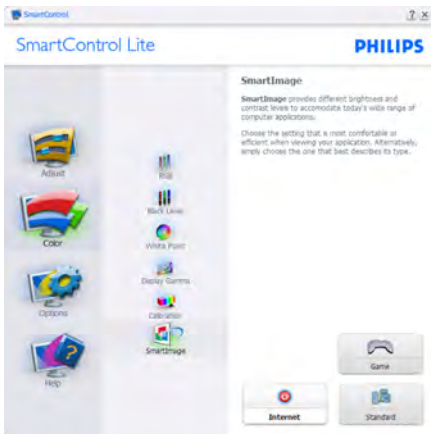 SmartControl
? ×
SmartControl Lite
PHILIPS
SmartImage
SmartImage provides different brightness and
contrast levels to accomodate today's wide range of
computer applications.
Choose the setting that is most comfortable or
efficient when viewing your application. Alternatively,
simply choose the one that best describes its type.
Adjust
Color
Options
Help
RGB
Black Level
White Point
Display Gamma
Calibration
SmartImage
Game
Internet
Standard